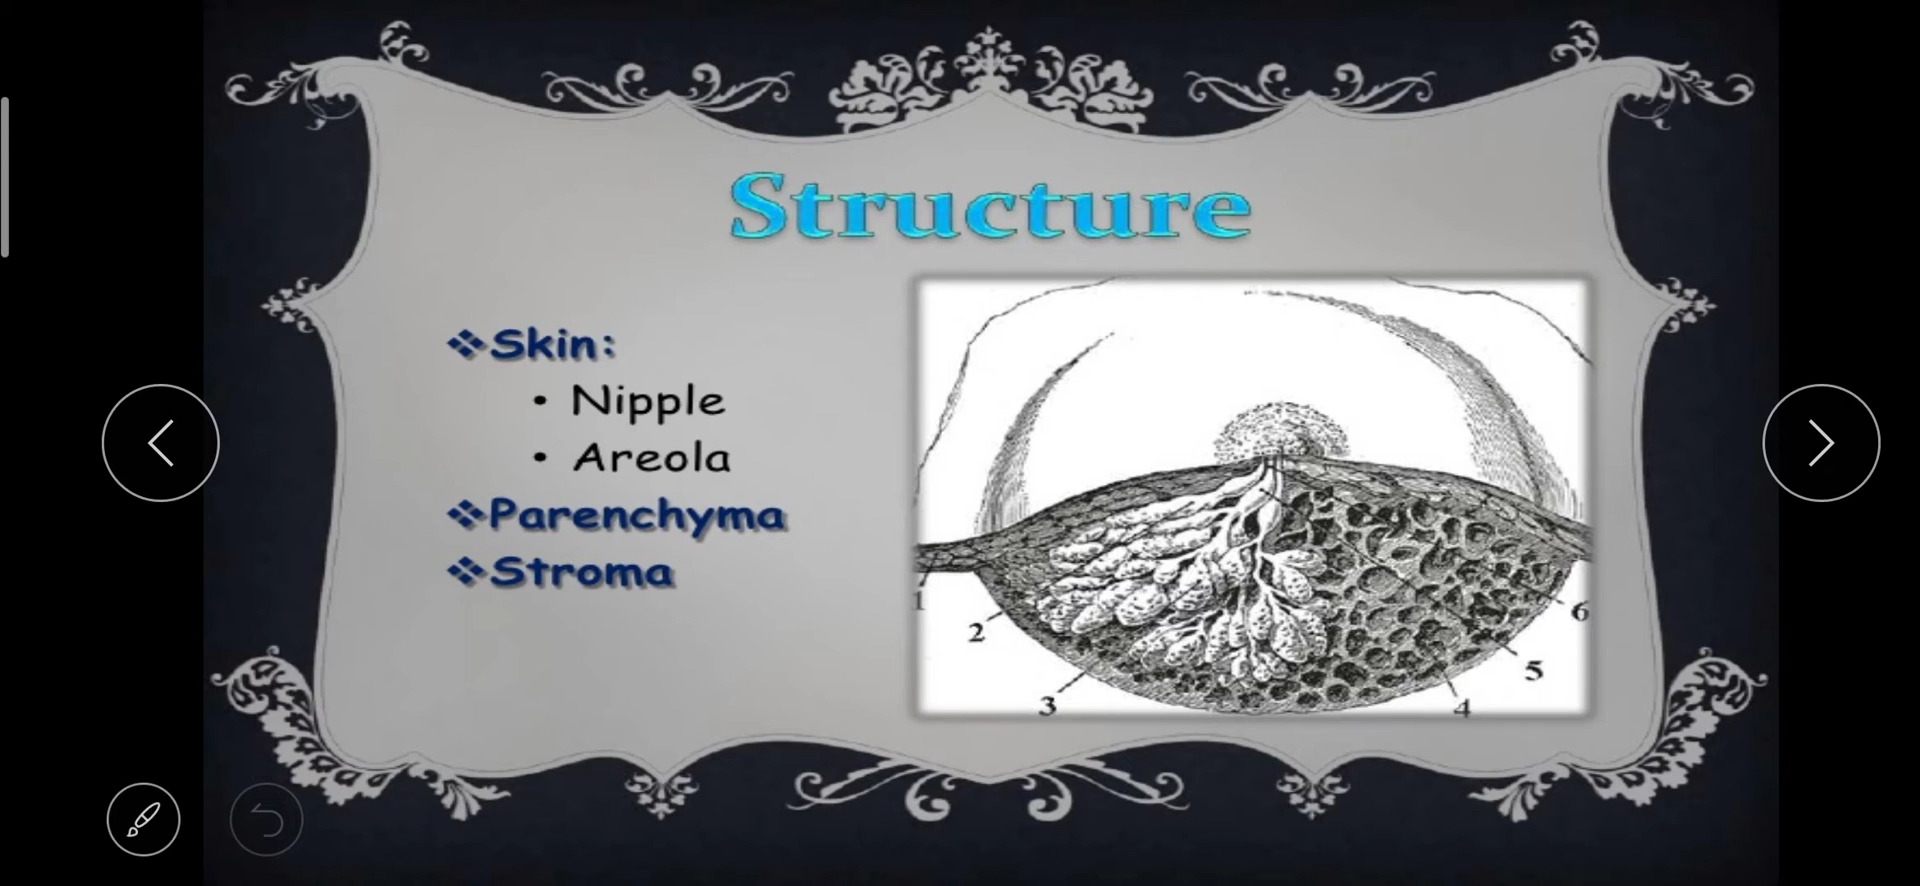 Structure
❖Skin:
• Nipple
• Areola
❖Parenchyma
❖Stroma
1
2
3
4
5
6